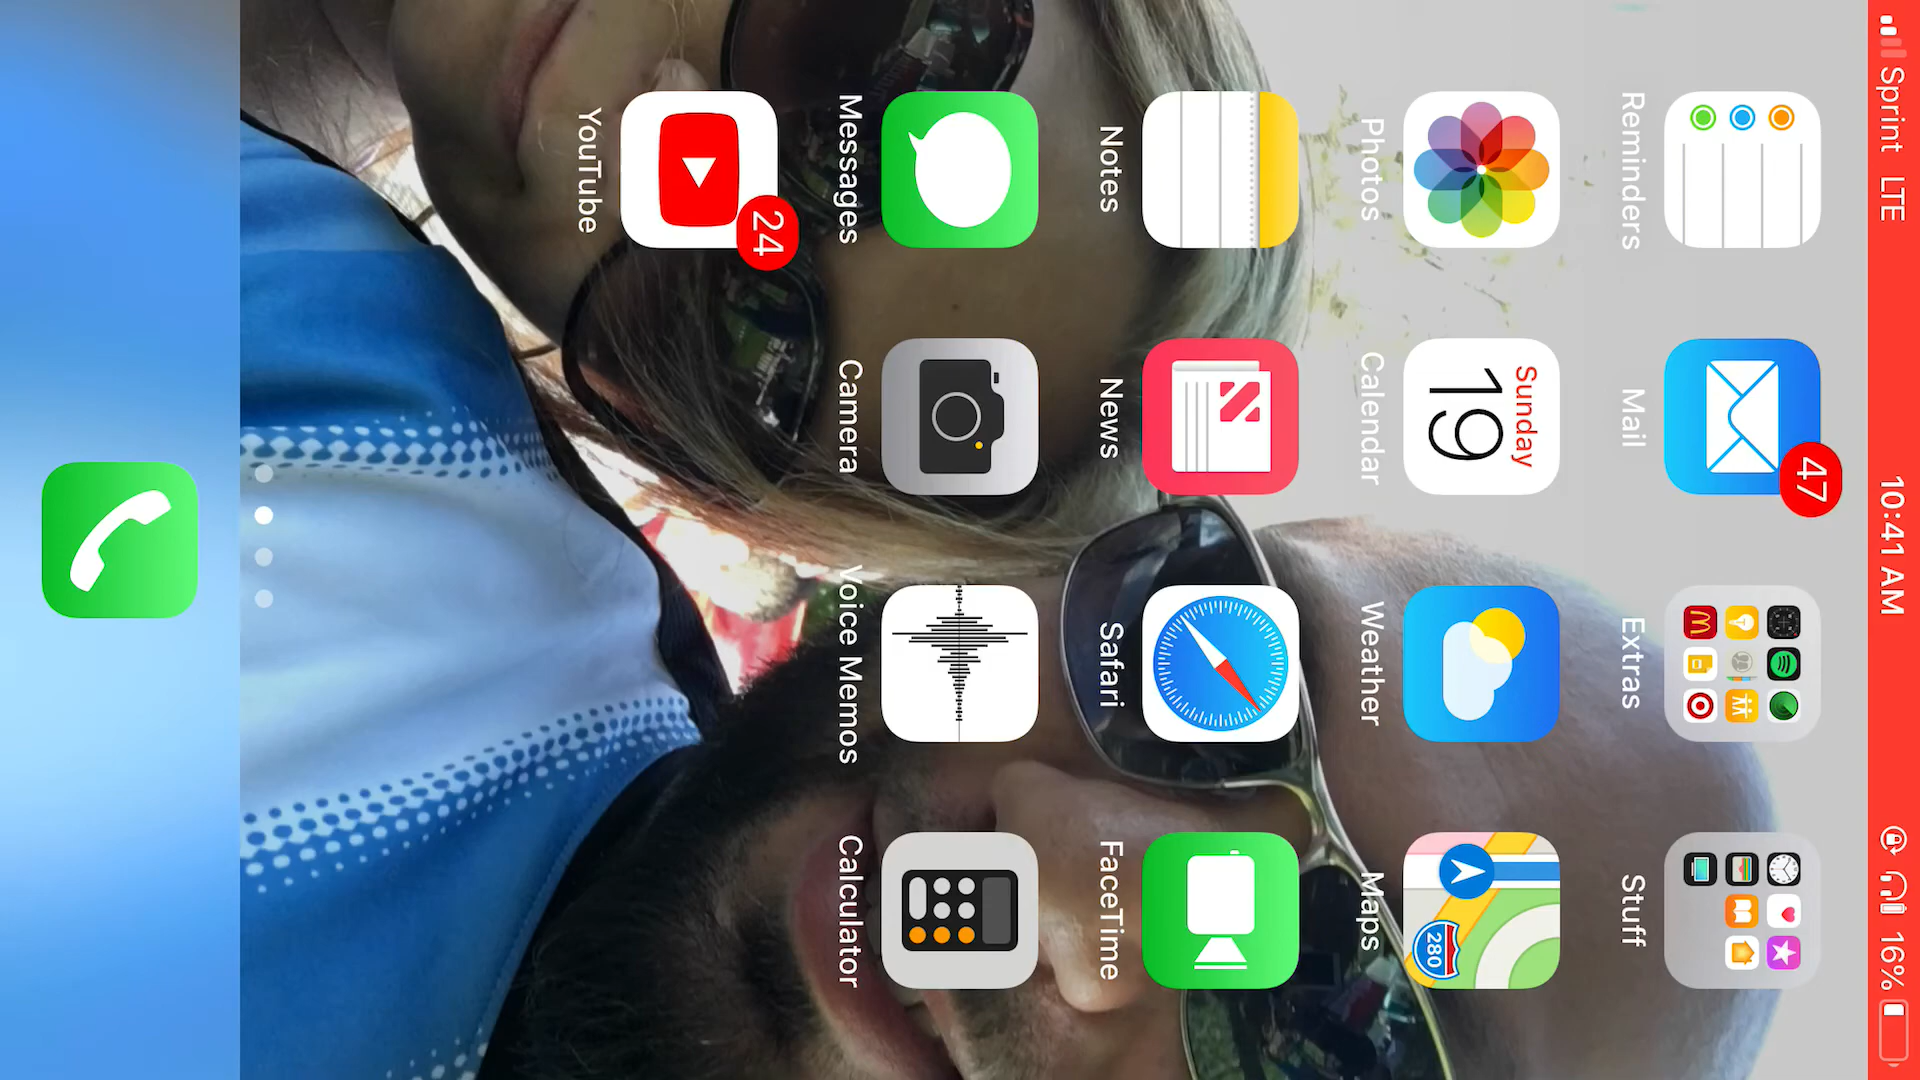 Sprint LTE 10:41 AM 16%
47
280
Reminders Mail Extras Stuff
Sunday
19
Photos Calendar Weather Maps
Notes News Safari FaceTime
Messages Camera Voice Memos Calculator
24
YouTube